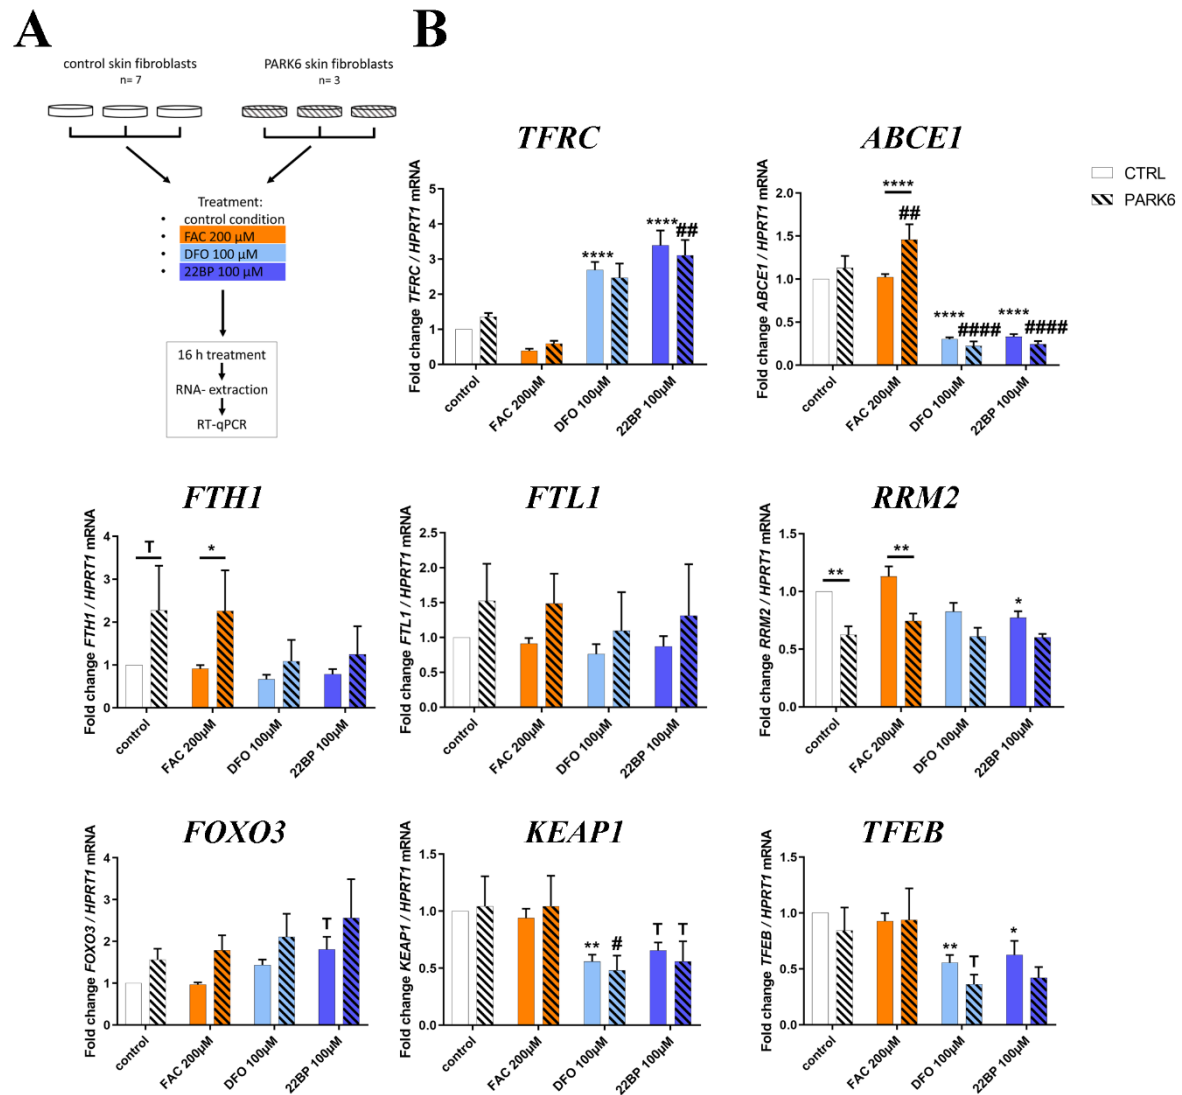 A
B
control skin fibroblasts
n= 7
PARK6 skin fibroblasts
n= 3
Treatment:
• control condition
• FAC 200 µM
• DFO 100 µM
• 22BP 100 µM
16 h treatment
RNA- extraction
RT-qPCR
TFRC
Fold change TFRC / HPRT1 mRNA
5
4
3
2
1
0
****
****
##
control
FAC 200µM
DFO 100µM
22BP 100µM
ABCE1
Fold change ABCE1 / HPRT1 mRNA
2.0
1.5
1.0
0.5
0.0
****
##
****
####
****
####
control
FAC 200µM
DFO 100µM
22BP 100µM
CTRL
PARK6
FTH1
Fold change FTH1 / HPRT1 mRNA
4
3
2
1
0
T
*
control
FAC 200µM
DFO 100µM
22BP 100µM
FTL1
Fold change FTL1 / HPRT1 mRNA
2.5
2.0
1.5
1.0
0.5
0.0
control
FAC 200µM
DFO 100µM
22BP 100µM
RRM2
Fold change RRM2 / HPRT1 mRNA
1.5
1.0
0.5
0.0
**
**
*
control
FAC 200µM
DFO 100µM
22BP 100µM
FOXO3
Fold change FOXO3 / HPRT1 mRNA
4
3
2
1
0
T
control
FAC 200µM
DFO 100µM
22BP 100µM
KEAP1
Fold change KEAP1 / HPRT1 mRNA
1.5
1.0
0.5
0.0
**
#
T
T
control
FAC 200µM
DFO 100µM
22BP 100µM
TFEB
Fold change TFEB / HPRT1 mRNA
1.5
1.0
0.5
0.0
**
T
*
control
FAC 200µM
DFO 100µM
22BP 100µM